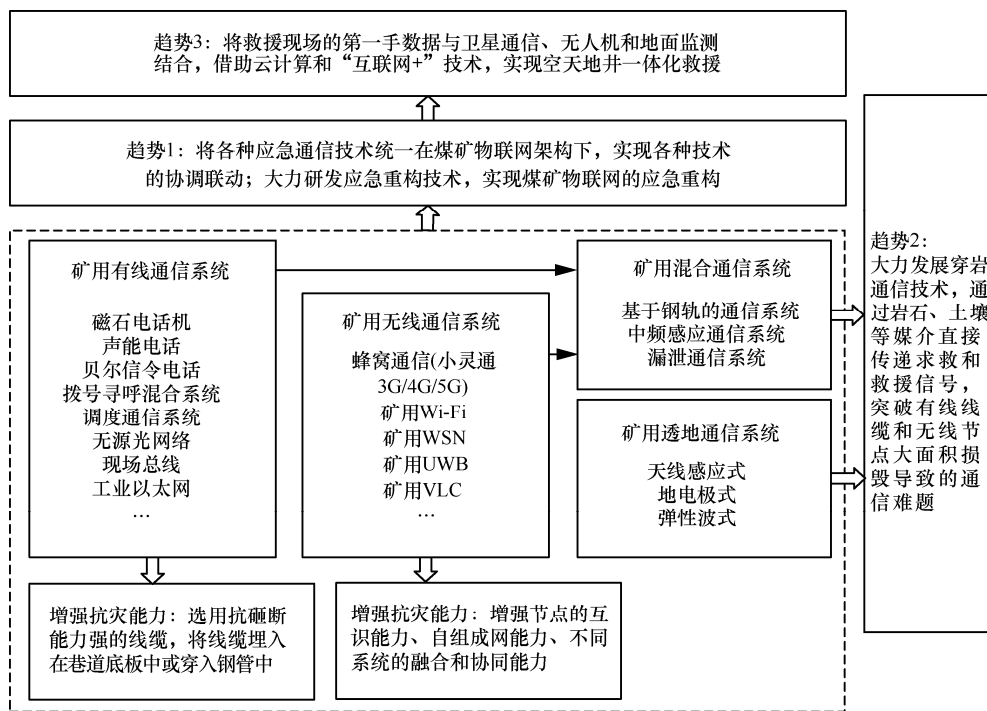 趋势3：将救援现场的第一手数据与卫星通信、无人机和地面监测
结合，借助云计算和“互联网+”技术，实现空天地井一体化救援
趋势1：将各种应急通信技术统一在煤矿物联网架构下，实现各种技术
的协调联动；大力研发应急重构技术，实现煤矿物联网的应急重构
矿用有线通信系统
磁石电话机
声能电话
贝尔信令电话
拨号寻呼混合系统
调度通信系统
无源光网络
现场总线
工业以太网
…
矿用无线通信系统
蜂窝通信(小灵通
3G/4G/5G)
矿用Wi-Fi
矿用WSN
矿用UWB
矿用VLC
…
矿用混合通信系统
基于钢轨的通信系统
中频感应通信系统
漏泄通信系统
矿用透地通信系统
天线感应式
地电极式
弹性波式
趋势2：
大力发展穿岩
通信技术，通
过岩石、土壤
等媒介直接
传递求救和
救援信号，
突破有线线
缆和无线节
点大面积损
毁导致的通
信难题
增强抗灾能力：选用抗砸断
能力强的线缆，将线缆埋入
在巷道底板中或穿入钢管中
增强抗灾能力：增强节点的互
识能力、自组成网能力、不同
系统的融合和协同能力